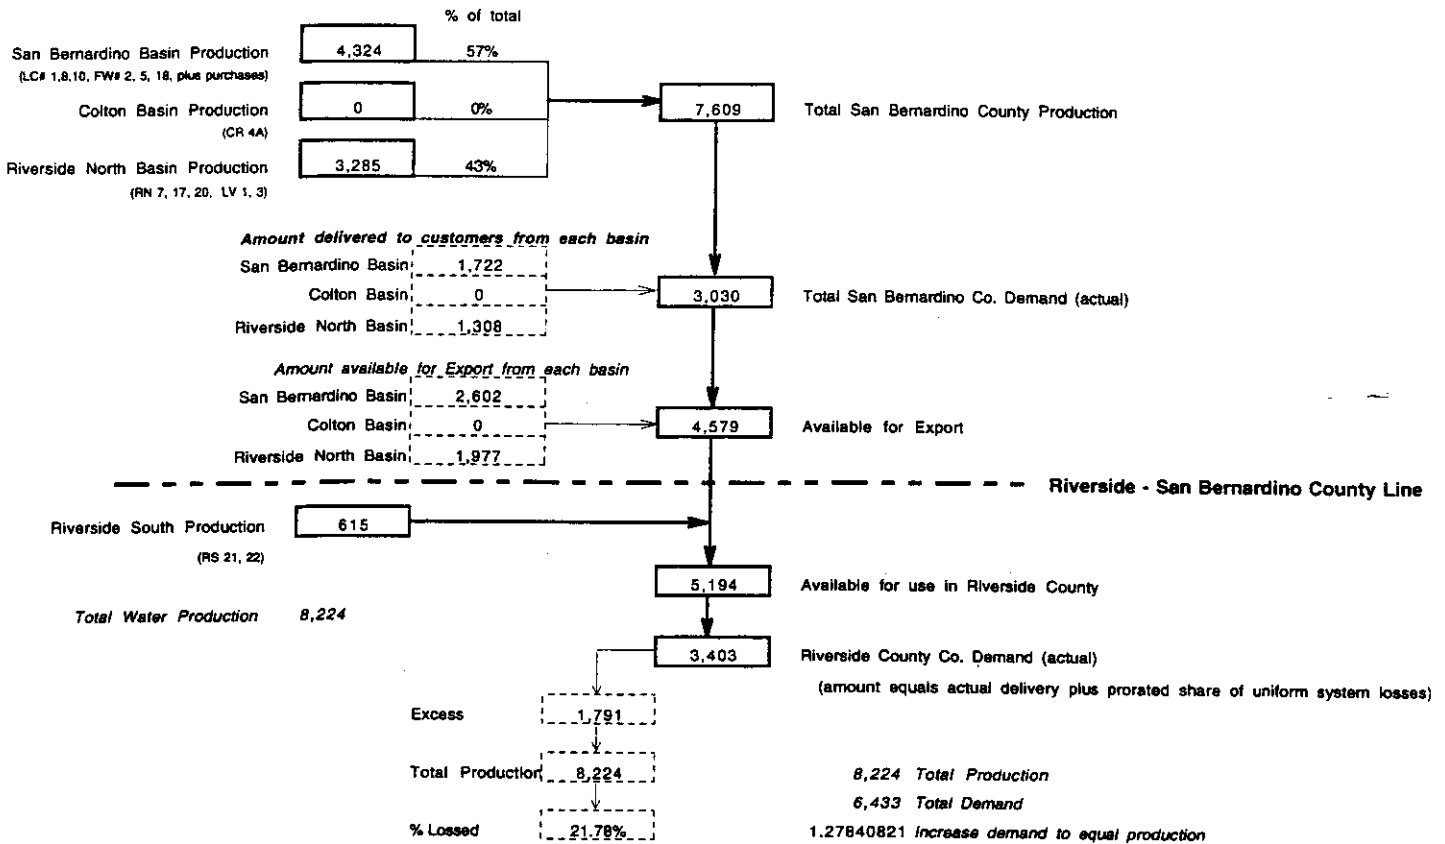 % of total
San Bernardino Basin Production 4,324 57%
(LC# 1,8,10, FW# 2, 5, 18, plus purchases)
Colton Basin Production 0 0%
(CR 4A)
7,609 Total San Bernardino County Production
Riverside North Basin Production 3,285 43%
(RN 7, 17, 20, LV 1, 3)
Amount delivered to customers from each basin
San Bernardino Basin 1,722
Colton Basin 0
3,030 Total San Bernardino Co. Demand (actual)
Riverside North Basin 1,308
Amount available for Export from each basin
San Bernardino Basin 2,602
Colton Basin 0
4,579 Available for Export
Riverside North Basin 1,977
Riverside - San Bernardino County Line
Riverside South Production 615
(RS 21, 22)
5,194 Available for use in Riverside County
Total Water Production 8,224
3,403 Riverside County Co. Demand (actual)
(amount equals actual delivery plus prorated share of uniform system losses)
Excess 1,791
Total Production 8,224
8,224 Total Production
6,433 Total Demand
% Lossed 21.78%
1.27840821 increase demand to equal production